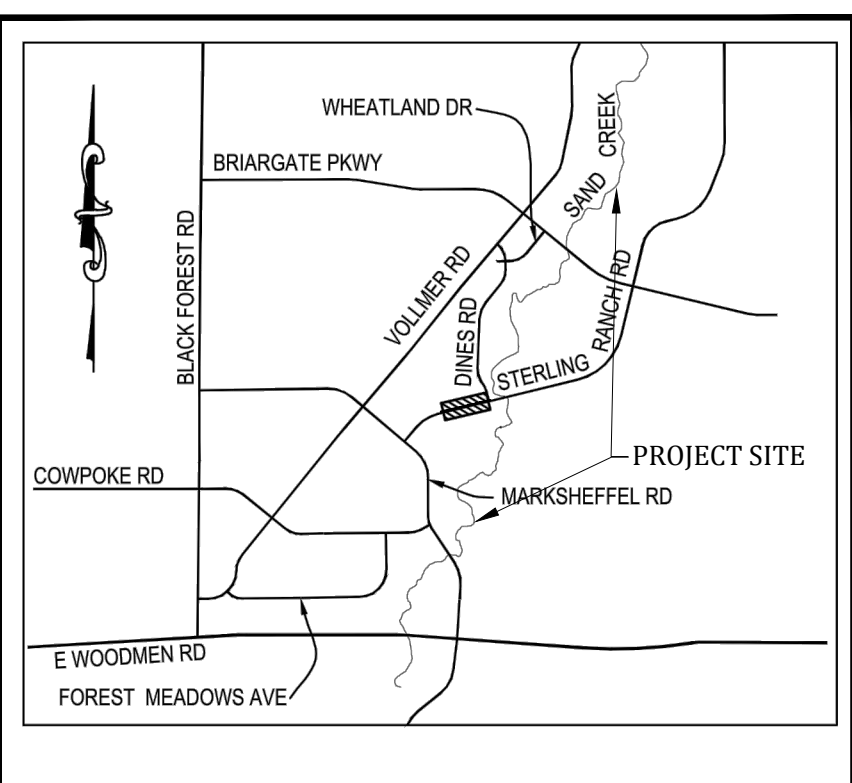 WHEATLAND DR
BRIARGATE PKWY
SAND CREEK
BLACK FOREST RD
VOLLMER RD
DINES RD
STERLING RANCH RD
PROJECT SITE
COWPOKE RD
MARKSHEFFEL RD
E WOODMEN RD
FOREST MEADOWS AVE